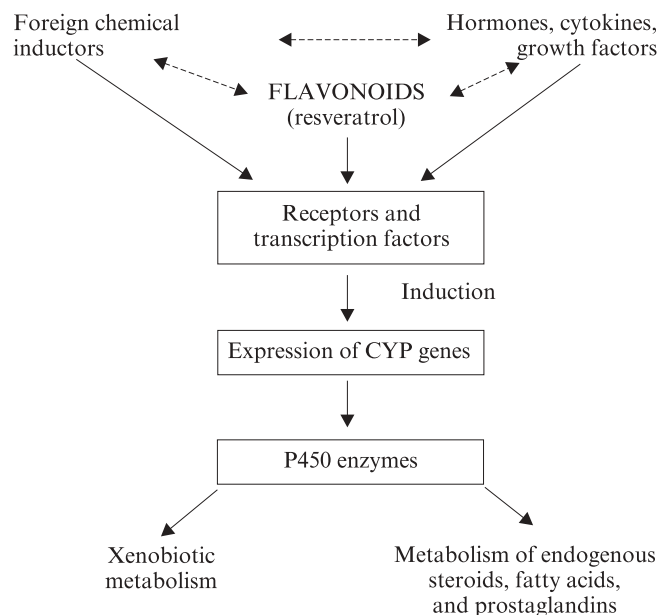 Foreign chemical
inductors
Hormones, cytokines,
growth factors
FLAVONOIDS
(resveratrol)
Receptors and
transcription factors
Induction
Expression of CYP genes
P450 enzymes
Xenobiotic
metabolism
Metabolism of endogenous
steroids, fatty acids,
and prostaglandins